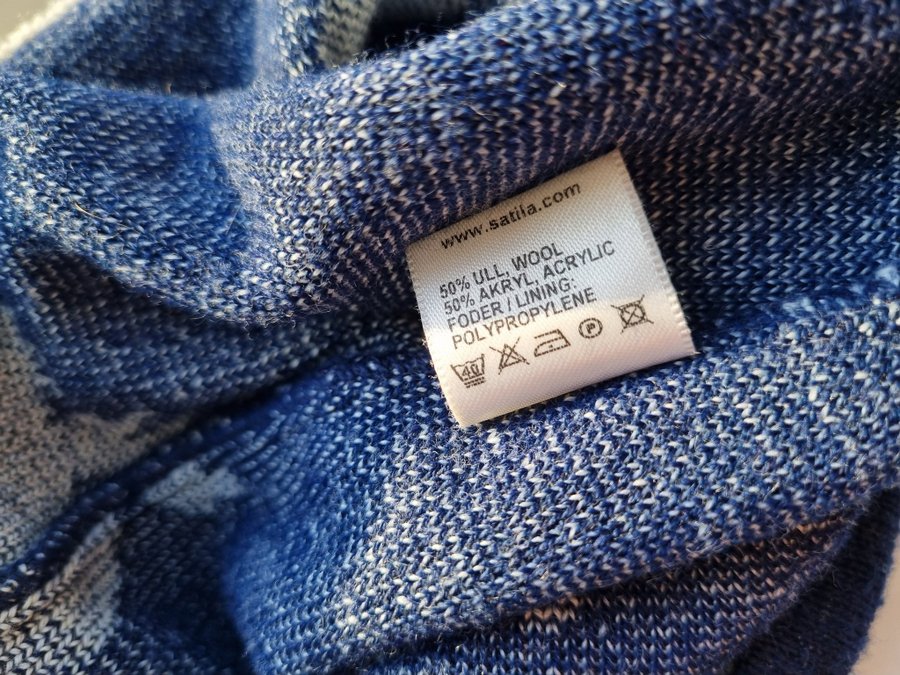 www.satila.com
50% ULL, WOOL
50% AKRYL, ACRYLIC
FODER / LINING:
POLYPROPYLENE
40 P